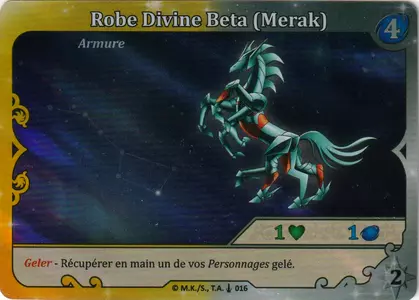 Robe Divine Beta (Merak)
4
Armure
1 1
Geler - Récupérer en main un de vos Personnages gelé.
2
© M.K./S., T.A. 016